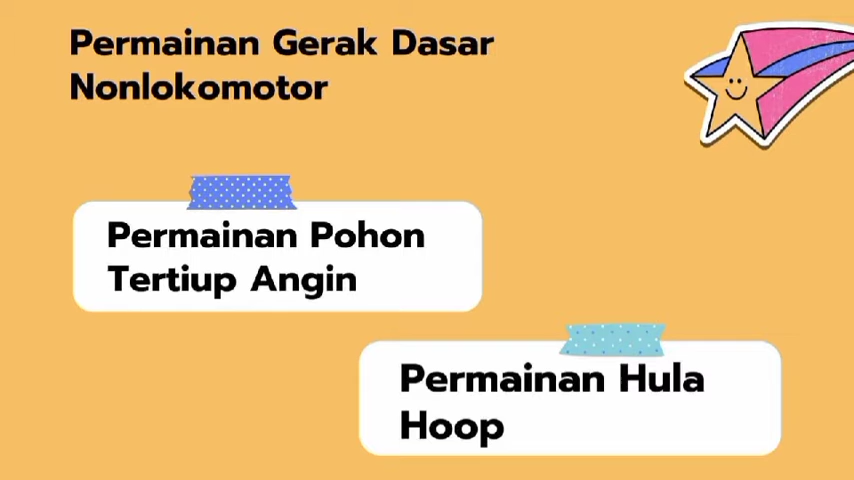 Permainan Gerak Dasar
Nonlokomotor
Permainan Pohon
Tertiup Angin
Permainan Hula
Hoop